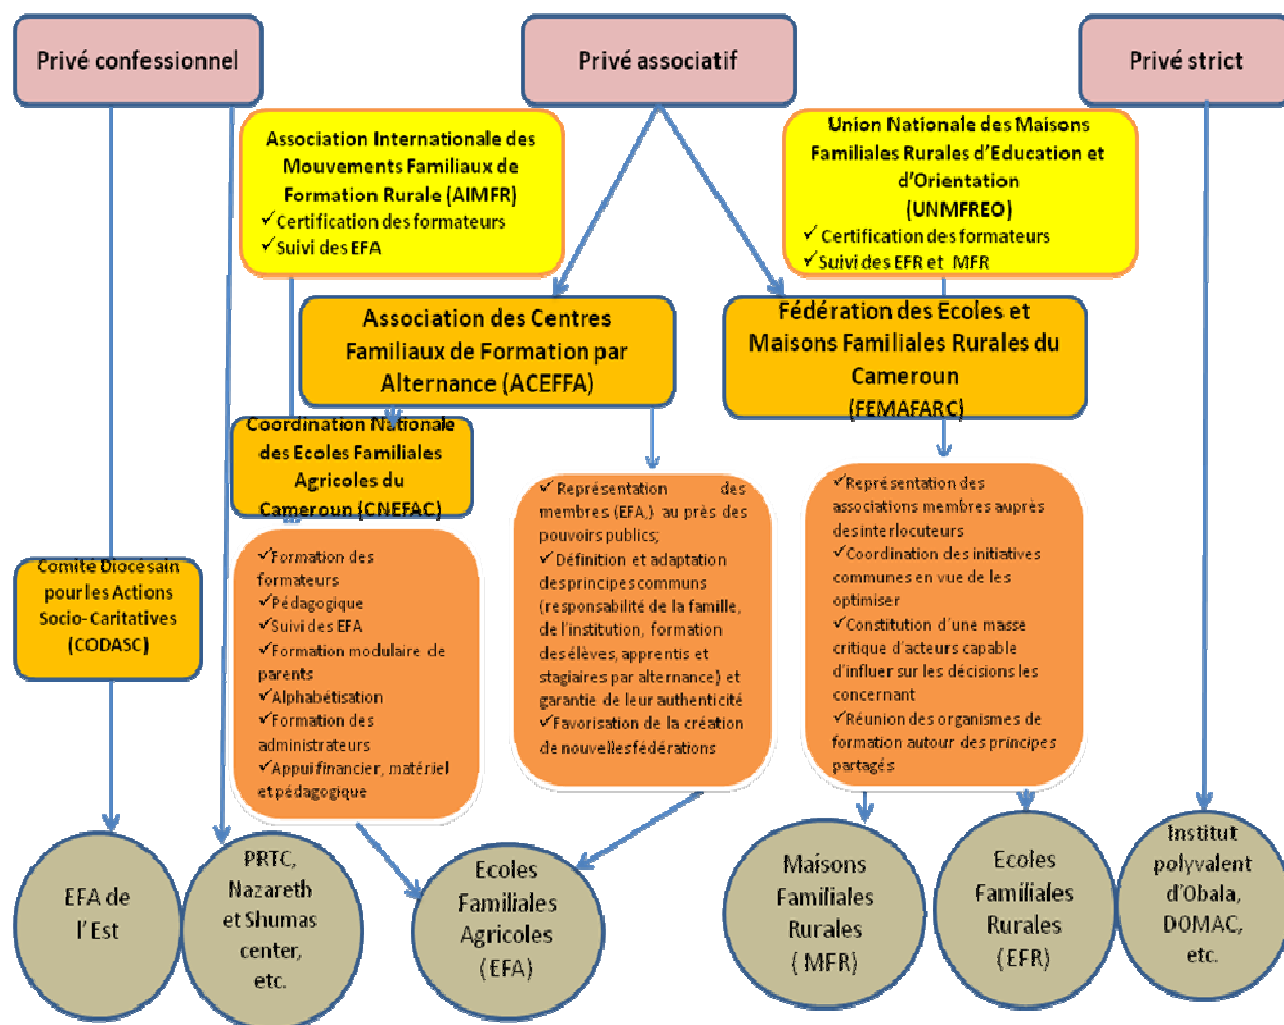 Privé confessionnel
Privé associatif
Privé strict
Association Internationale des
Mouvements Familiaux de
Formation Rurale (AIMFR)
✓Certification des formateurs
✓Suivi des EFA
Union Nationale des Maisons
Familiales Rurales d'Education et
d'Orientation
(UNMFREO)
✓ Certification des formateurs
✓Suivi des EFR et MFR
Association des Centres
Familiaux de Formation par
Alternance (ACEFFA)
Fédération des Ecoles et
Maisons Familiales Rurales du
Cameroun
(FEMAFARC)
Coordination Nationale
des Ecoles Familiales
Agricoles du
Cameroun (CNEFAC)
Comité Diocésain
pour les Actions
Socio- Caritatives
(CODASC)
✓Formation des
formateurs
✓Pédagogique
✓Suivi des EFA
✓Formation modulaire de
parents
✓Alphabétisation
✓Formation des
administrateurs
✓Appui financier, matériel
et pédagogique
✓Représentation des
membres (EFA,) au près des
pouvoirs publics;
✓Définition et adaptation
des principes communs
(responsabilité de la famille,
de l'institution, formation
des élèves, apprentis et
stagiaires par alternance) et
garantie de leur authenticité
✓Favorisation de la création
de nouvelles fédérations
✓Représentation des
associations membres auprès
des interlocuteurs
✓Coordination des initiatives
communes en vue de les
optimiser
✓Constitution d'une masse
critique d'acteurs capable
d'influer sur les décisions les
concernant
✓Réunion des organismes de
formation autour des principes
partagés
EFA de
l'Est
PRTC,
Nazareth
et Shumas
center,
etc.
Ecoles
Familiales
Agricoles
(EFA)
Maisons
Familiales
Rurales
( MFR)
Ecoles
Familiales
Rurales
(EFR)
Institut
polyvalent
d'Obala,
DOMAC,
etc.